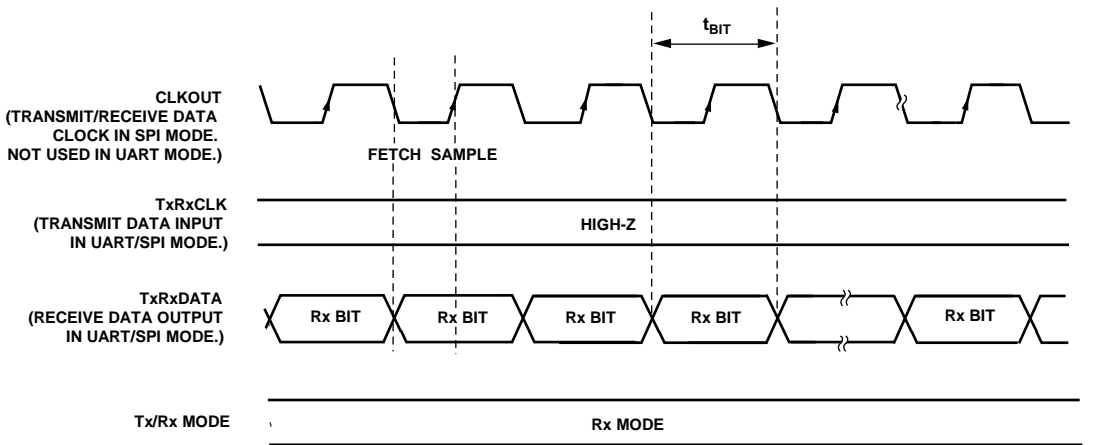 tBIT
CLKOUT
(TRANSMIT/RECEIVE DATA
CLOCK IN SPI MODE.
NOT USED IN UART MODE.)
FETCH SAMPLE
TxRxCLK
(TRANSMIT DATA INPUT
IN UART/SPI MODE.)
HIGH-Z
TxRxDATA
(RECEIVE DATA OUTPUT
IN UART/SPI MODE.)
Rx BIT Rx BIT Rx BIT Rx BIT Rx BIT
Tx/Rx MODE
Rx MODE